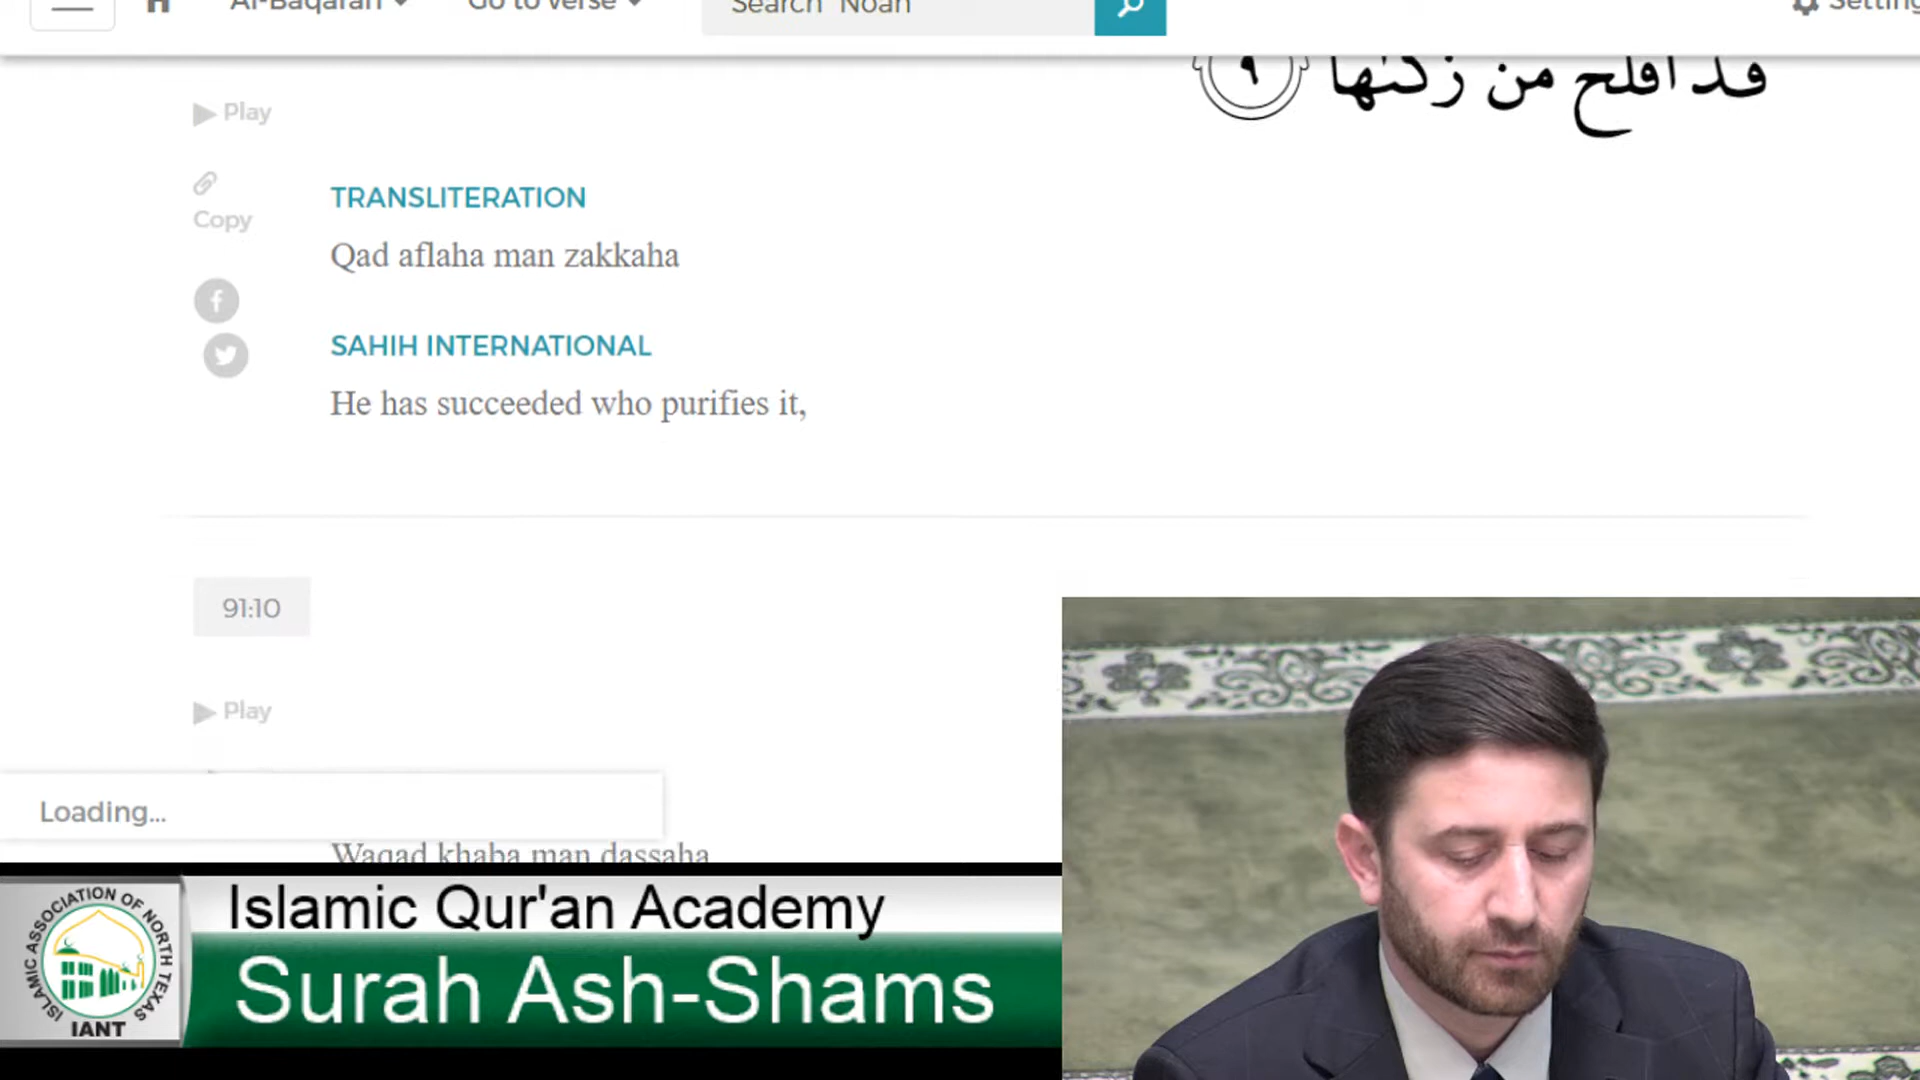 Al-Baqarah
Go to verse
Search "Noah"
Settin
Play
قد افلح من زكىها ٩
Copy
TRANSLITERATION
Qad aflaha man zakkaha
SAHIH INTERNATIONAL
He has succeeded who purifies it,
91:10
Play
Loading...
Waqad khaba man dassaha
Islamic Qur'an Academy
Surah Ash-Shams
ISLAMIC ASSOCIATION OF NORTH TEXAS
IANT